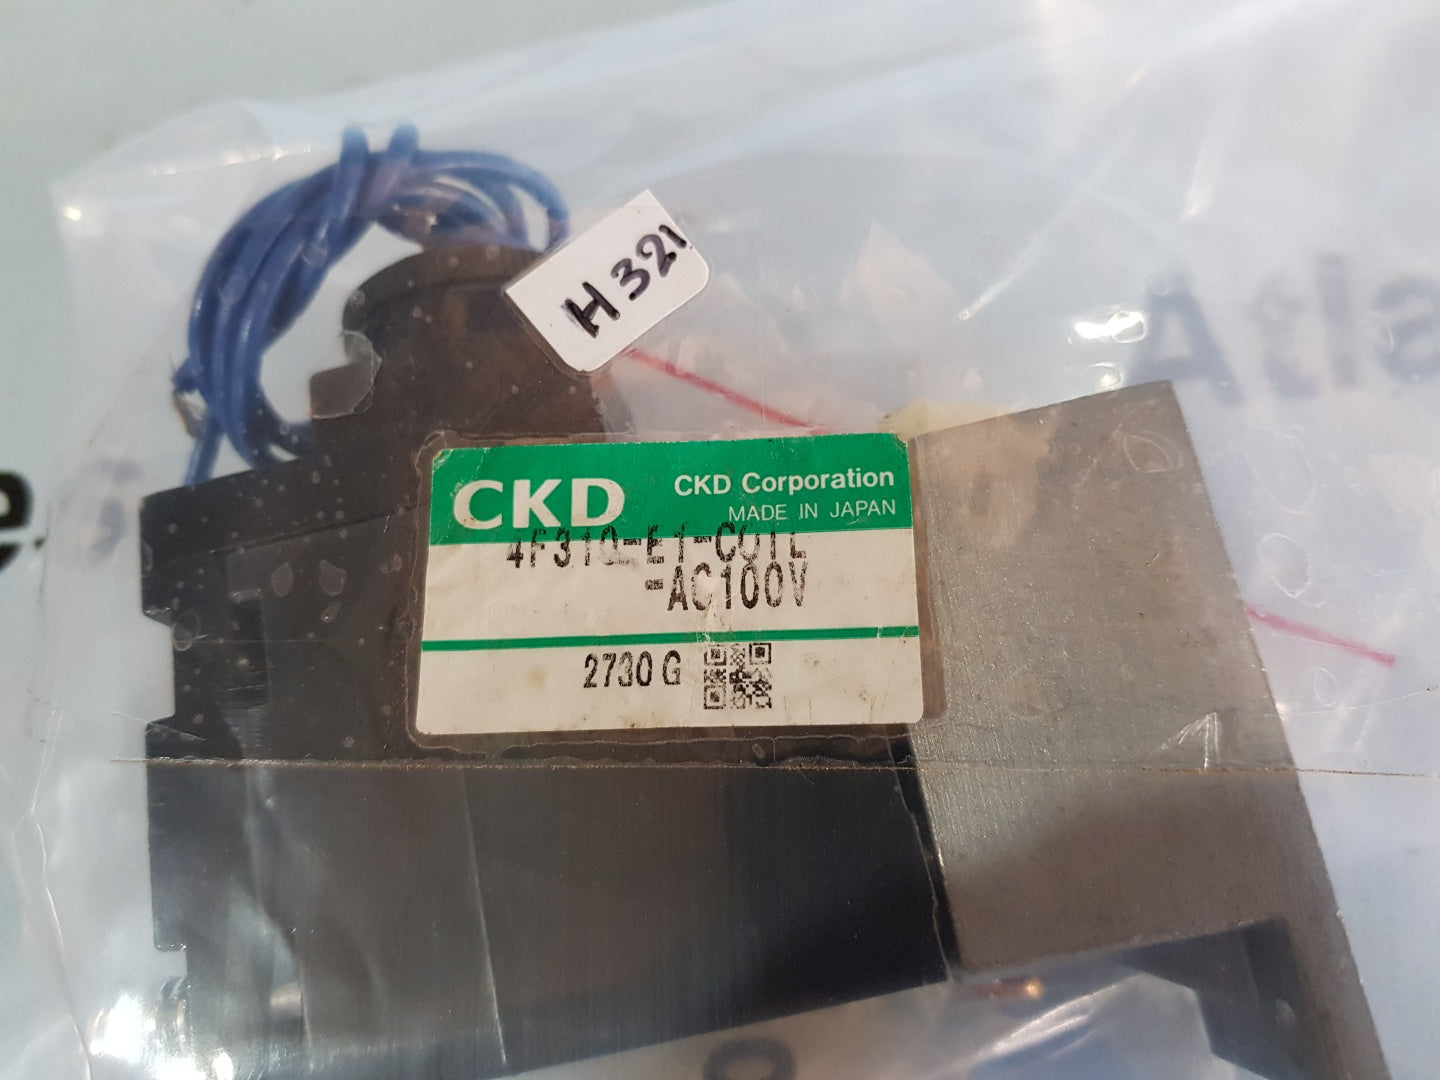 H321
CKD
CKD Corporation
MADE IN JAPAN
4F310-E1-COIL
-AC100V
2730 G
Atla
e